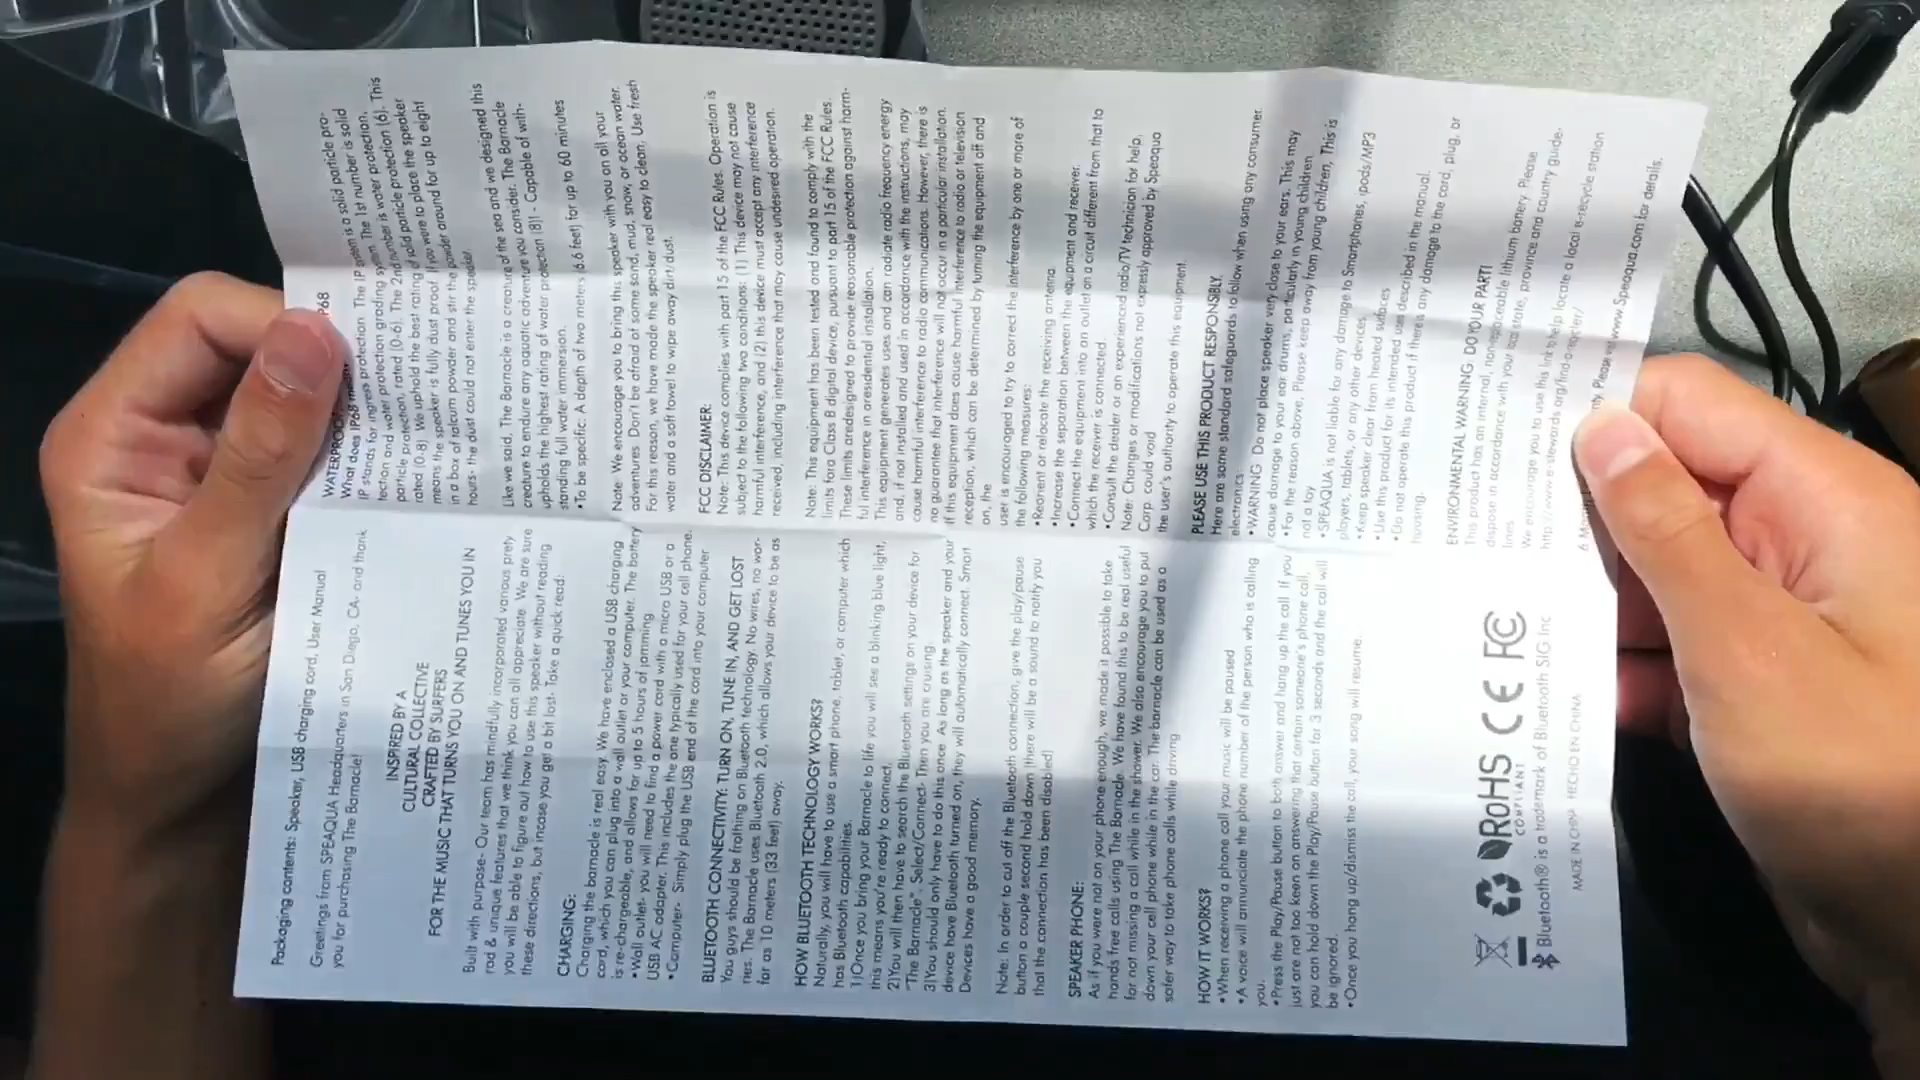 Packaging contents: Speaker, USB charging cord, User Manual
Greetings from SPEAQUA Headquarters in San Diego, CA- and thank
you for purchasing The Barnacle!
INSPIRED BY A
CULTURAL COLLECTIVE
CRAFTED BY SURFERS
FOR THE MUSIC THAT TURNS YOU ON AND TUNES YOU IN
Built with purpose- Our team has mindfully incorporated various prety
rad & unique features that we think you can all appreciate. We are sure
you will be able to figure out how to use this speaker without reading
these directions, but incase you get a bit lost- Take a quick read:
CHARGING:
Charging the barnacle is real easy. We have enclosed a USB charging
cord, which you can plug into a wall outlet or your computer. The battery
is re-chargeable, and allows for up to 5 hours of jamming
•Wall outlet- you will need to find a power cord with a micro USB or a
USB AC adapter. This includes the one typically used for your cell phone.
•Computer- Simply plug the USB end of the cord into your computer
BLUETOOTH CONNECTIVITY: TURN ON, TUNE IN, AND GET LOST
You guys should be frothing on Bluetooth technology. No wires, no wor-
ries. The Barnacle uses Bluetooth 2.0, which allows your device to be as
far as 10 meters (33 feet) away.
HOW BLUETOOTH TECHNOLOGY WORKS?
Naturally, you will have to use a smart phone, tablet, or computer which
has Bluetooth capabilities.
1)Once you bring your Barnacle to life you will see a blinking blue light,
this means you're ready to connect.
2)You will then have to search the Bluetooth settings on your device for
"The Barnacle". Select/Connect- Then you are cruising.
3)You should only have to do this once. As long as the speaker and your
device have Bluetooth turned on, they will automatically connect. Smart
Devices have a good memory.
Note: In order to cut off the Bluetooth connection, give the play/pause
button a couple second hold down (there will be a sound to notify you
that the connection has been disabled)
SPEAKER PHONE:
As if you were not on your phone enough, we made it possible to take
hands free calls using The Barnacle. We have found this to be real useful
for not missing a call while in the shower. We also encourage you to put
down your cell phone while in the car. The barnacle can be used as a
safer way to take phone calls while driving
HOW IT WORKS?
•When receiving a phone call your music will be paused
•A voice will annunciate the phone number of the person who is calling
you.
•Press the Play/Pause button to both answer and hang up the call. If you
just are not too keen on answering that certain someone's phone call,
you can hold down the Play/Pause button for 3 seconds and the call will
be ignored.
•Once you hang up/dismiss the call, your song will resume.
RoHS
COMPLIANT
CE FC
Bluetooth® is a trademark of Bluetooth SIG Inc
MADE IN CHINA HECHO EN CHINA
WATERPROOF P68
What does IP68 mean
IP stands for ingress protection. The IP system is a solid particle pro-
tection and water protection grading system. The 1st number is solid
particle protection, rated (0-6). The 2nd number is water protection,
rated (0-8). We uphold the best rating of solid particle protection (6). This
means the speaker is fully dust proof. If you were to place the speaker
in a box of talcum powder and stir the powder around for up to eight
hours- the dust could not enter the speaker
Like we said, The Barnacle is a creature of the sea and we designed this
creature to endure any aquatic adventure you consider. The Barnacle
upholds the highest rating of water protection (8)! - Capable of with-
standing full water immersion.
•To be specific: A depth of two meters (6.6 feet) for up to 60 minutes
Note: We encourage you to bring this speaker with you on all your
adventures. Don't be afraid of some sand, mud, snow, or ocean water.
For this reason, we have made the speaker real easy to clean. Use fresh
water and a soft towel to wipe away dirt/dust.
FCC DISCLAIMER:
Note: This device complies with part 15 of the FCC Rules. Operation is
subject to the following two conditions: (1) This device may not cause
harmful interference, and (2) this device must accept any interference
received, including interference that may cause undesired operation.
Note: This equipment has been tested and found to comply with the
limits fora Class B digital device, pursuant to part 15 of the FCC Rules.
These limits aredesigned to provide reasonable protection against harm-
ful interference in aresidential installation.
This equipment generates uses and can radiate radio frequency energy
and, if not installed and used in accordance with the instructions, may
cause harmful interference to radio communications. However, there is
no guarantee that interference will not occur in a particular installation.
If this equipment does cause harmful interference to radio or television
reception, which can be determined by turning the equipment off and
on, the
user is encouraged to try to correct the interference by one or more of
the following measures:
•Reorient or relocate the receiving antenna.
•Increase the separation between the equipment and receiver.
•Connect the equipment into an outlet on a circuit different from that to
which the receiver is connected.
•Consult the dealer or an experienced radio/TV technician for help,
Note: Changes or modifications not expressly approved by Speaqua
Corp could void
the user's authority to operate this equipment.
PLEASE USE THIS PRODUCT RESPONSIBLY.
Here are some standard safeguards to follow when using any consumer
electronics:
•WARNING: Do not place speaker very close to your ears. This may
cause damage to your ear drums, particularly in young children
•For the reason above, Please keep away from young children, This is
not a toy
•SPEAQUA is not liable for any damage to Smartphones, ipods/MP3
players, tablets, or any other devices.
•Keep speaker clear from heated surfaces
•Use this product for its intended use described in the manual.
•Do not operate this product if there is any damage to the cord, plug, or
housing.
ENVIRONMENTAL WARNING DO YOUR PART!
This product has an internal, non-replaceable lithium battery. Please
dispose in accordance with your local state, province and country guide-
lines
We encourage you to use this link to help locate a local e-recycle station
http://www.e-stewards.org/find-a-recycler/
6 Month Please visit www.Speaqua.com for details.